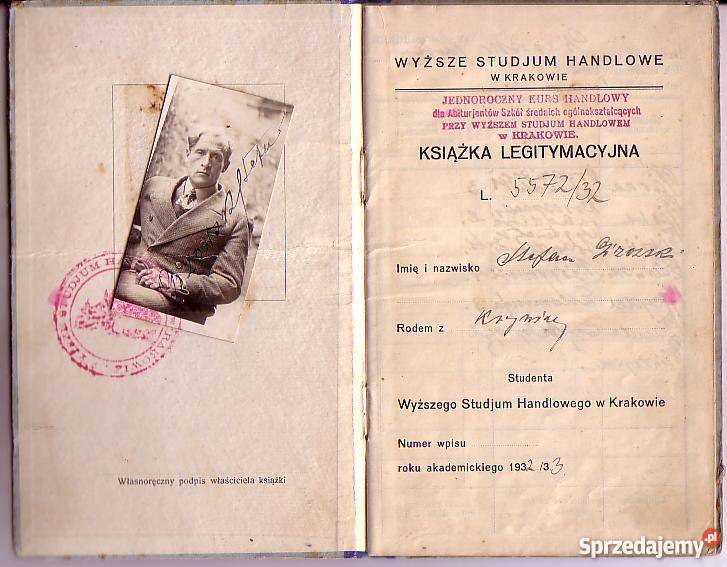 Własnoręczny podpis właściciela książki
WYŻSZE STUDJUM HANDLOWE
W KRAKOWIE
JEDNOROCZNY KURS HANDLOWY
dla Abiturjentów Szkół średnich ogólnokształcących
PRZY WYŻSZEM STUDJUM HANDLOWEM
w KRAKOWIE.
KSIĄŻKA LEGITYMACYJNA
L. 5572/32
Imię i nazwisko Stefan
Rodem z
Studenta
Wyższego Studjum Handlowego w Krakowie
Numer wpisu
roku akademickiego 1932/33
Sprzedajemy.pl